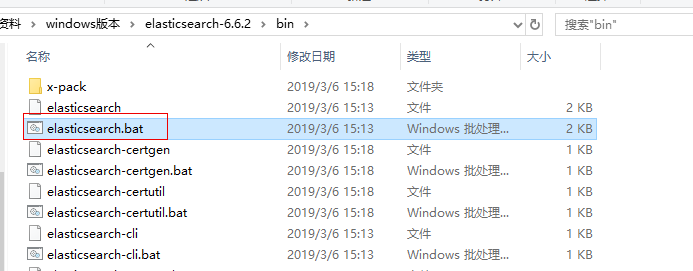 资料 > windows版本 > elasticsearch-6.6.2 > bin > 搜索"bin"
名称 修改日期 类型 大小
x-pack 2019/3/6 15:18 文件夹
elasticsearch 2019/3/6 15:13 文件 2 KB
elasticsearch.bat 2019/3/6 15:13 Windows 批处理... 2 KB
elasticsearch-certgen 2019/3/6 15:18 文件 1 KB
elasticsearch-certgen.bat 2019/3/6 15:18 Windows 批处理... 1 KB
elasticsearch-certutil 2019/3/6 15:18 文件 1 KB
elasticsearch-certutil.bat 2019/3/6 15:18 Windows 批处理... 1 KB
elasticsearch-cli 2019/3/6 15:13 文件 1 KB
elasticsearch-cli.bat 2019/3/6 15:13 Windows 批处理... 1 KB